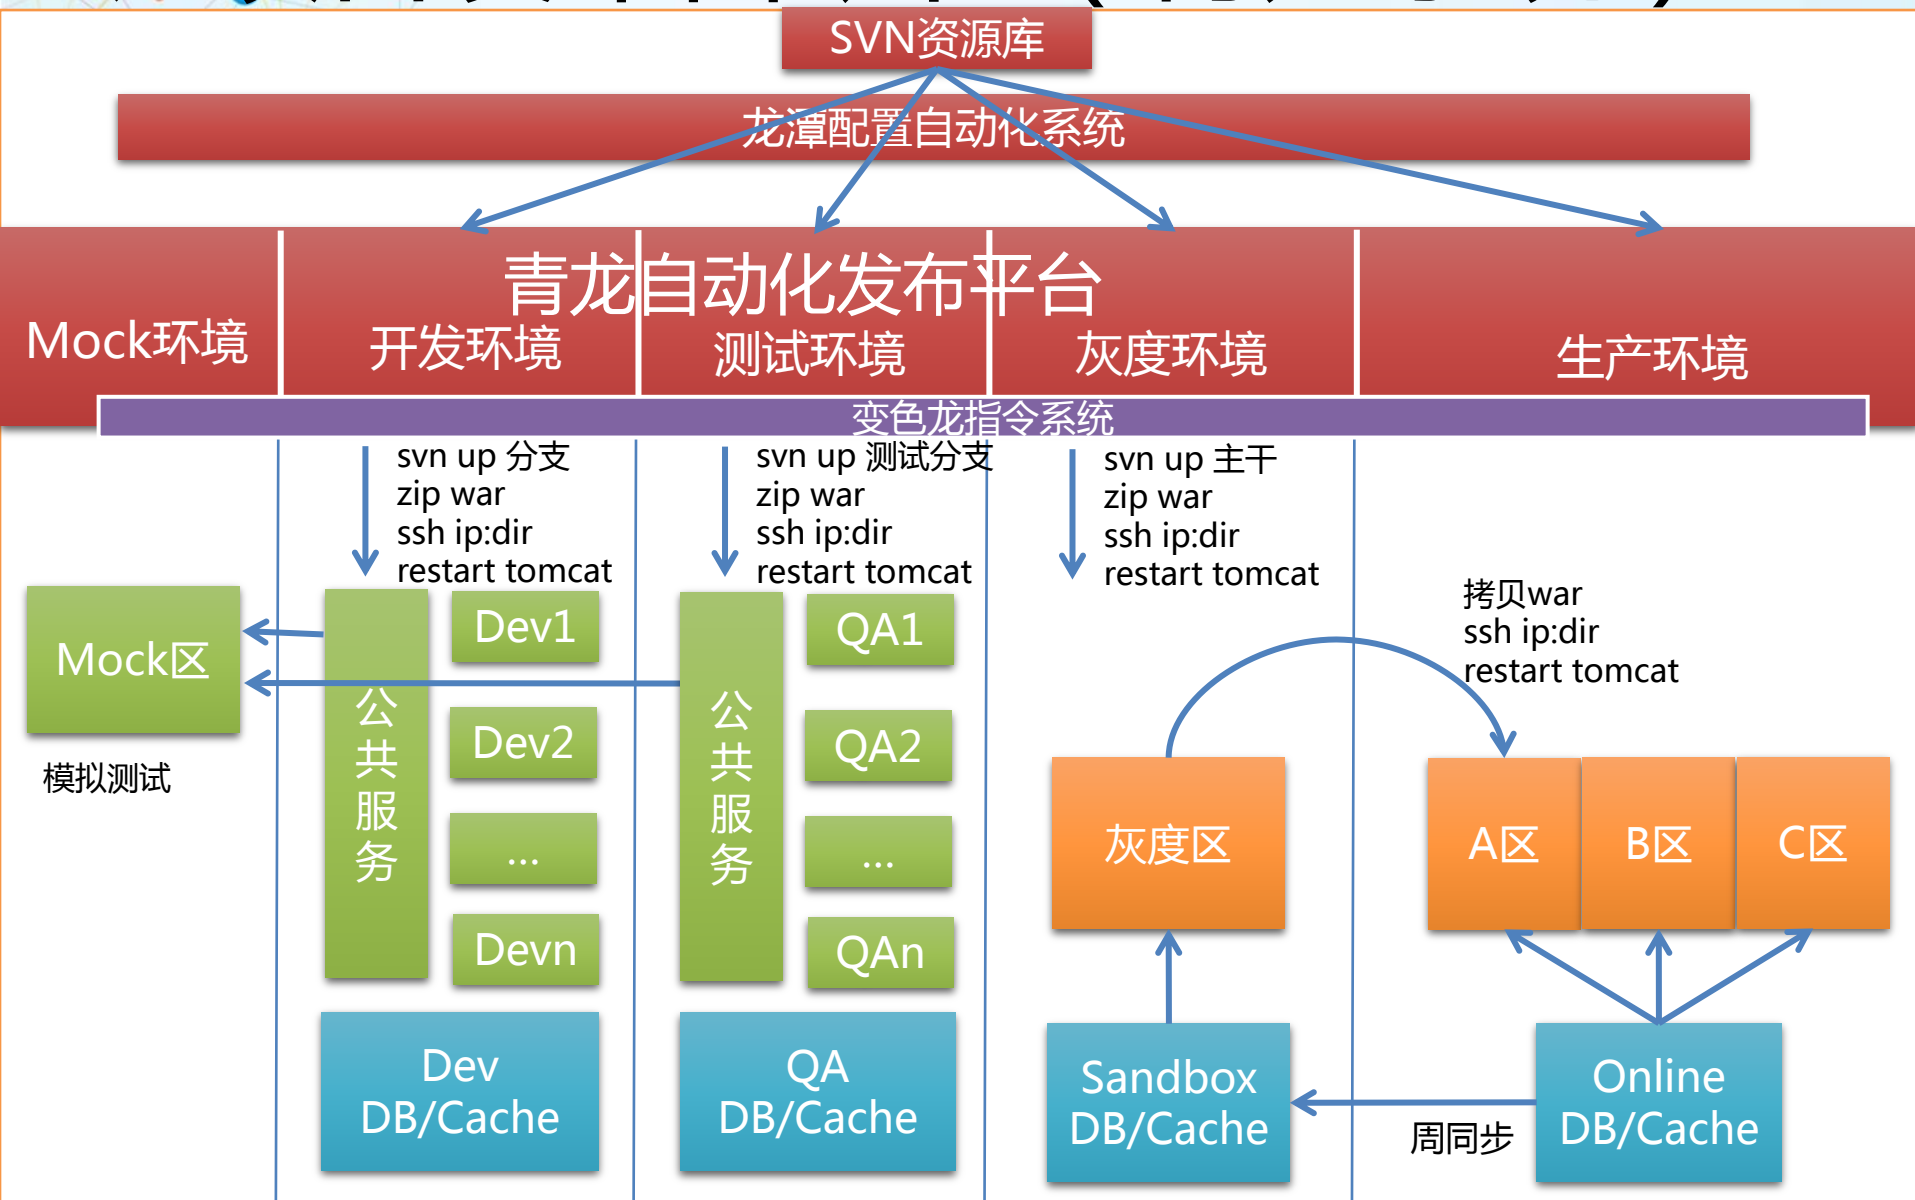 SVN资源库
龙潭配置自动化系统
青龙自动化发布平台
Mock环境
开发环境
测试环境
灰度环境
生产环境
变色龙指令系统
svn up 分支
zip war
ssh ip:dir
restart tomcat
svn up 测试分支
zip war
ssh ip:dir
restart tomcat
svn up 主干
zip war
ssh ip:dir
restart tomcat
拷贝war
ssh ip:dir
restart tomcat
Mock区
模拟测试
公
共
服
务
Dev1
Dev2
...
Devn
公
共
服
务
QA1
QA2
...
QAn
灰度区
A区
B区
C区
Dev
DB/Cache
QA
DB/Cache
Sandbox
DB/Cache
周同步
Online
DB/Cache